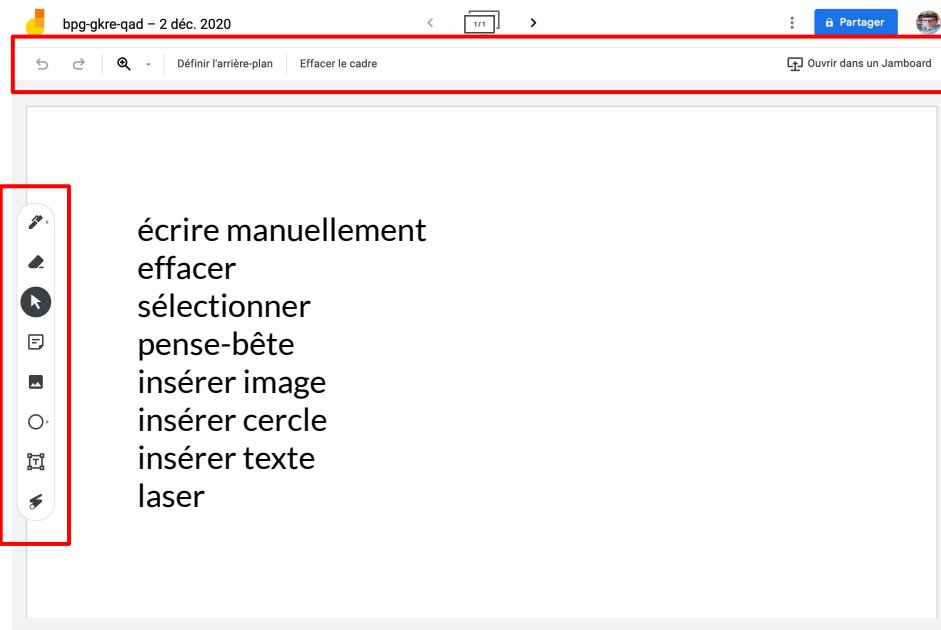 bpg-gkre-qad – 2 déc. 2020
1/1
Partager
Définir l'arrière-plan
Effacer le cadre
Ouvrir dans un Jamboard
écrire manuellement
effacer
sélectionner
pense-bête
insérer image
insérer cercle
insérer texte
laser